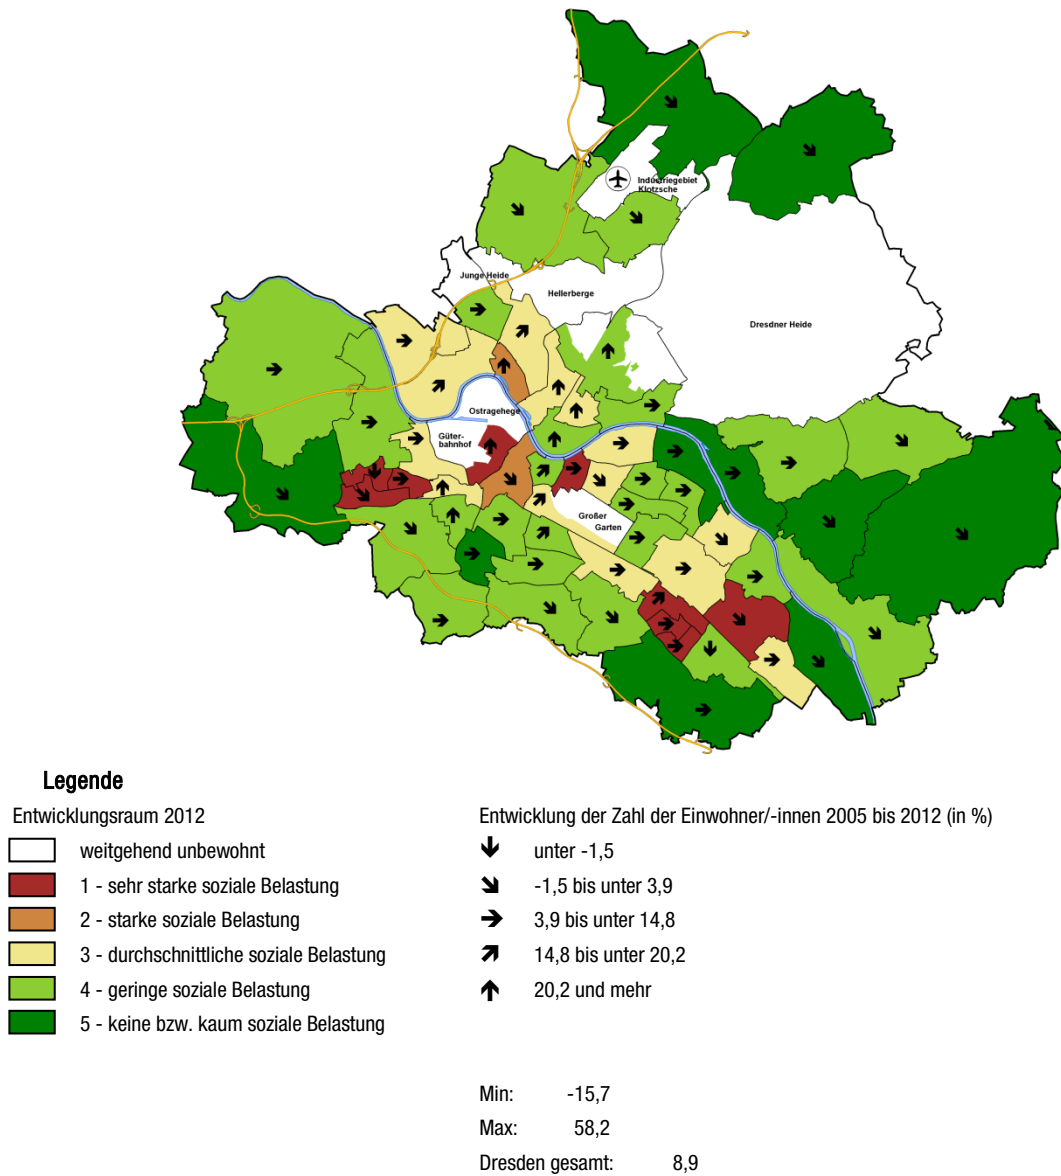 Industriegebiet
Klotzsche
Junge Heide
Hellerberge
Dresdner Heide
Ostragehege
Güter-
bahnhof
Großer
Garten
Legende
Entwicklungsraum 2012
weitgehend unbewohnt
1 - sehr starke soziale Belastung
2 - starke soziale Belastung
3 - durchschnittliche soziale Belastung
4 - geringe soziale Belastung
5 - keine bzw. kaum soziale Belastung
Entwicklung der Zahl der Einwohner/-innen 2005 bis 2012 (in %)
unter -1,5
-1,5 bis unter 3,9
3,9 bis unter 14,8
14,8 bis unter 20,2
20,2 und mehr
Min: -15,7
Max: 58,2
Dresden gesamt: 8,9